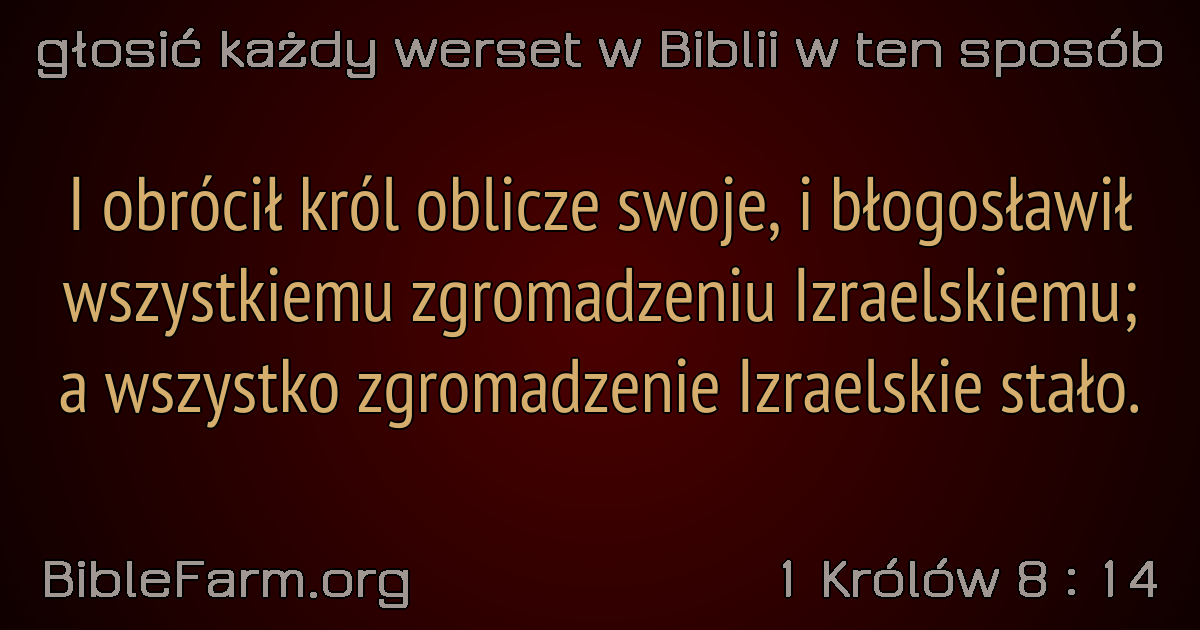 głosić każdy werset w Biblii w ten sposób
I obrócił król oblicze swoje, i błogosławił
wszystkiemu zgromadzeniu Izraelskiemu;
a wszystko zgromadzenie Izraelskie stało.
BibleFarm.org
1 Królów 8 : 14